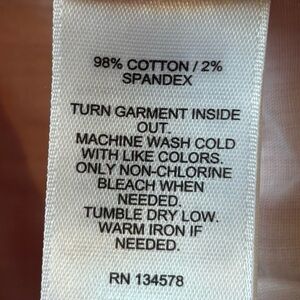 98% COTTON / 2%
SPANDEX
TURN GARMENT INSIDE
OUT.
MACHINE WASH COLD
WITH LIKE COLORS.
ONLY NON-CHLORINE
BLEACH WHEN
NEEDED.
TUMBLE DRY LOW.
WARM IRON IF
NEEDED.
RN 134578